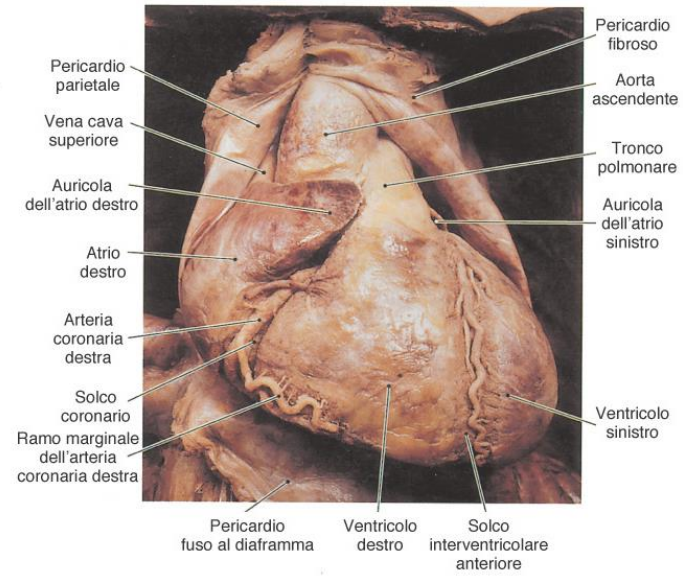 Pericardio
parietale
Vena cava
superiore
Auricola
dell'atrio destro
Atrio
destro
Arteria
coronaria
destra
Solco
coronario
Ramo marginale
dell'arteria
coronaria destra
Pericardio
fuso al diaframma
Ventricolo
destro
Solco
interventricolare
anteriore
Pericardio
fibroso
Aorta
ascendente
Tronco
polmonare
Auricola
dell'atrio
sinistro
Ventricolo
sinistro